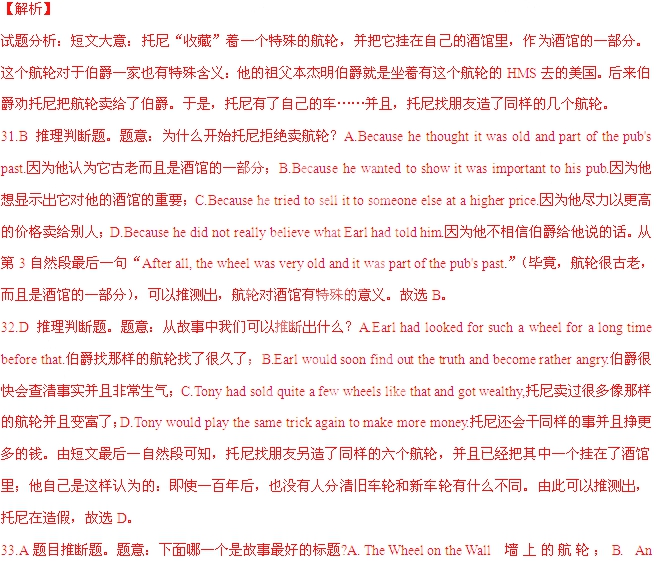 【解析】
试题分析：短文大意：托尼“收藏”着一个特殊的航轮，并把它挂在自己的酒馆里，作为酒馆的一部分。
这个航轮对于伯爵一家也有特殊含义：他的祖父本杰明伯爵就是坐着有这个航轮的 HMS 去的美国。后来伯
爵劝托尼把航轮卖给了伯爵。于是，托尼有了自己的车……并且，托尼找朋友造了同样的几个航轮。
31.B 推理判断题。题意：为什么开始托尼拒绝卖航轮？A.Because he thought it was old and part of the pub's
past.因为他认为它古老而且是酒馆的一部分；B.Because he wanted to show it was important to his pub.因为他
想显示出它对他的酒馆的重要；C.Because he tried to sell it to someone else at a higher price.因为他尽力以更高
的价格卖给别人；D.Because he did not really believe what Earl had told him.因为他不相信伯爵给他说的话。从
第 3 自然段最后一句“After all, the wheel was very old and it was part of the pub's past.”（毕竟，航轮很古老，
而且是酒馆的一部分），可以推测出，航轮对酒馆有特殊的意义。故选 B。
32.D 推理判断题。题意：从故事中我们可以推断出什么？A.Earl had looked for such a wheel for a long time
before that.伯爵找那样的航轮找了很久了；B.Earl would soon find out the truth and become rather angry.伯爵很
快会查清事实并且非常生气；C.Tony had sold quite a few wheels like that and got wealthy,托尼卖过很多像那样
的航轮并且变富了；D.Tony would play the same trick again to make more money.托尼还会干同样的事并且挣更
多的钱。由短文最后一自然段可知，托尼找朋友另造了同样的六个航轮，并且已经把其中一个挂在了酒馆
里；他自己是这样认为的：即使一百年后，也没有人分清旧车轮和新车轮有什么不同。由此可以推测出，
托尼在造假，故选 D。
33.A 题目推断题。题意：下面哪一个是故事最好的标题?A. The Wheel on the Wall 墙上的航轮；B. An